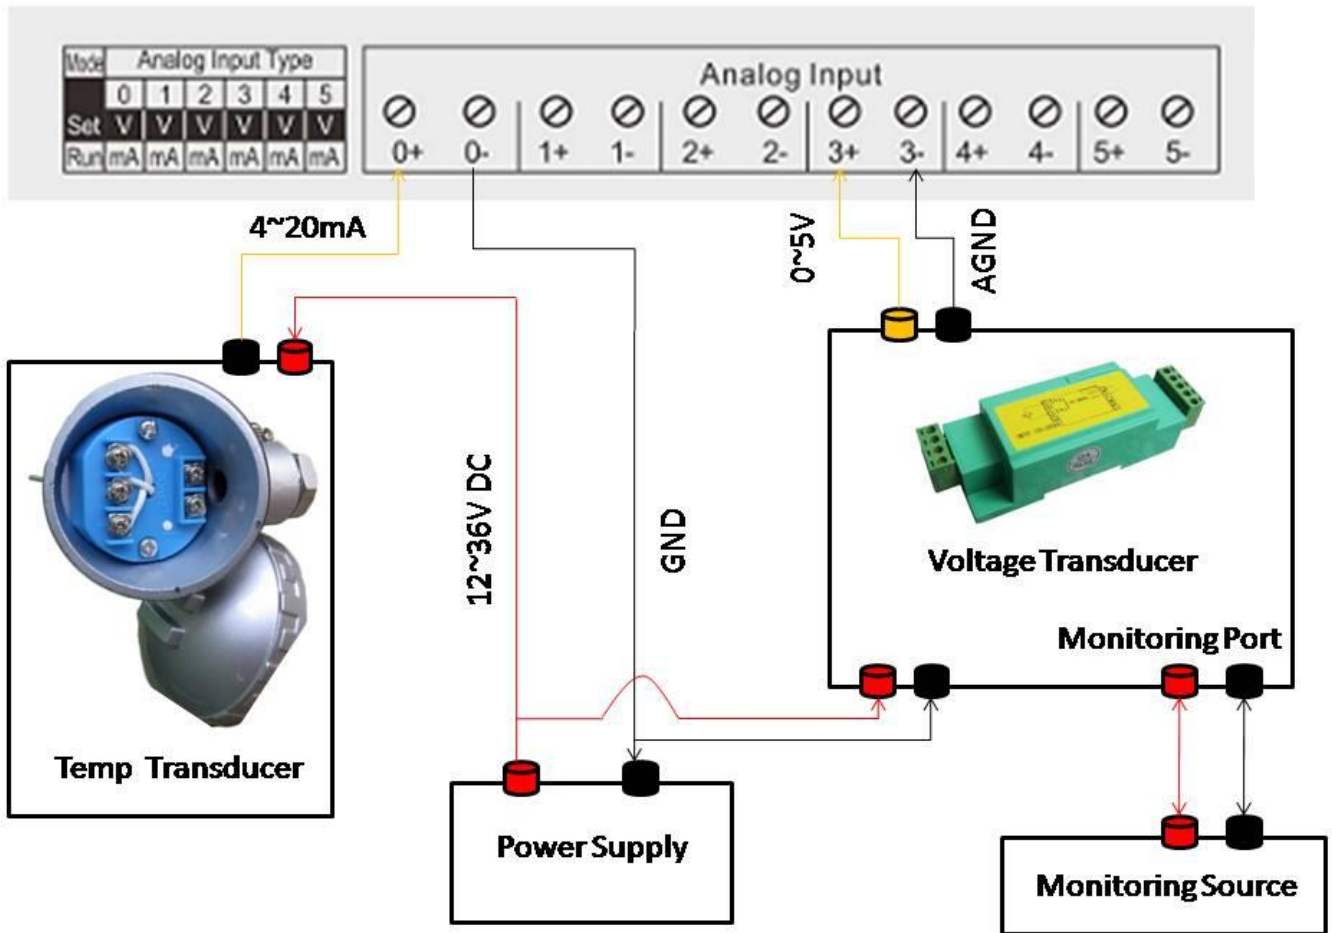 Mode Analog Input Type
0 1 2 3 4 5
Set V V V V V V
Run mA mA mA mA mA mA
Analog Input
0+ 0- 1+ 1- 2+ 2- 3+ 3- 4+ 4- 5+ 5-
4~20mA
0~5V
AGND
12~36V DC
GND
Voltage Transducer
Monitoring Port
Temp Transducer
Power Supply
Monitoring Source